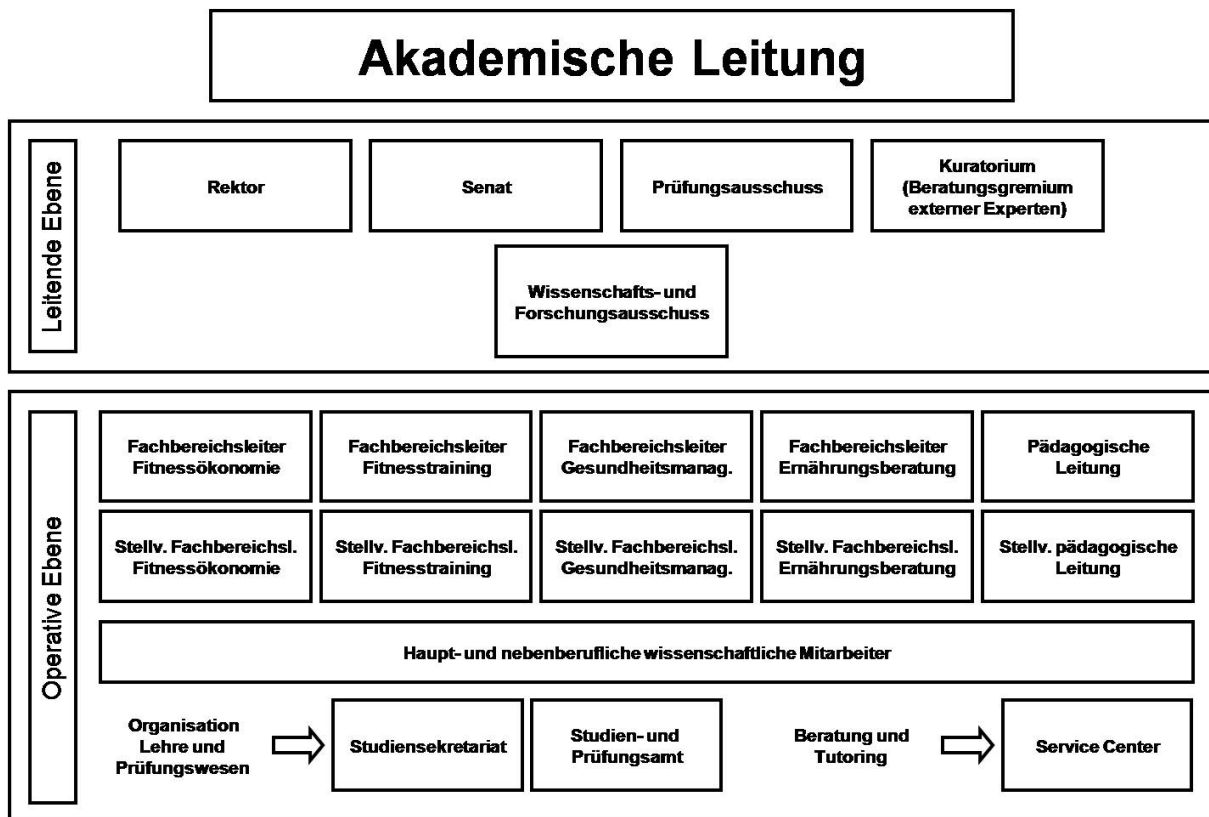 Akademische Leitung
Leitende Ebene
Rektor
Senat
Prüfungsausschuss
Kuratorium
(Beratungsgremium
externer Experten)
Wissenschafts- und
Forschungsausschuss
Operative Ebene
Fachbereichsleiter
Fitnessökonomie
Fachbereichsleiter
Fitnesstraining
Fachbereichsleiter
Gesundheitsmanag.
Fachbereichsleiter
Ernährungsberatung
Pädagogische
Leitung
Stellv. Fachbereichsl.
Fitnessökonomie
Stellv. Fachbereichsl.
Fitnesstraining
Stellv. Fachbereichsl.
Gesundheitsmanag.
Stellv. Fachbereichsl.
Ernährungsberatung
Stellv. pädagogische
Leitung
Haupt- und nebenberufliche wissenschaftliche Mitarbeiter
Organisation
Lehre und
Prüfungswesen
Studiensekretariat
Studien- und
Prüfungsamt
Beratung und
Tutoring
Service Center